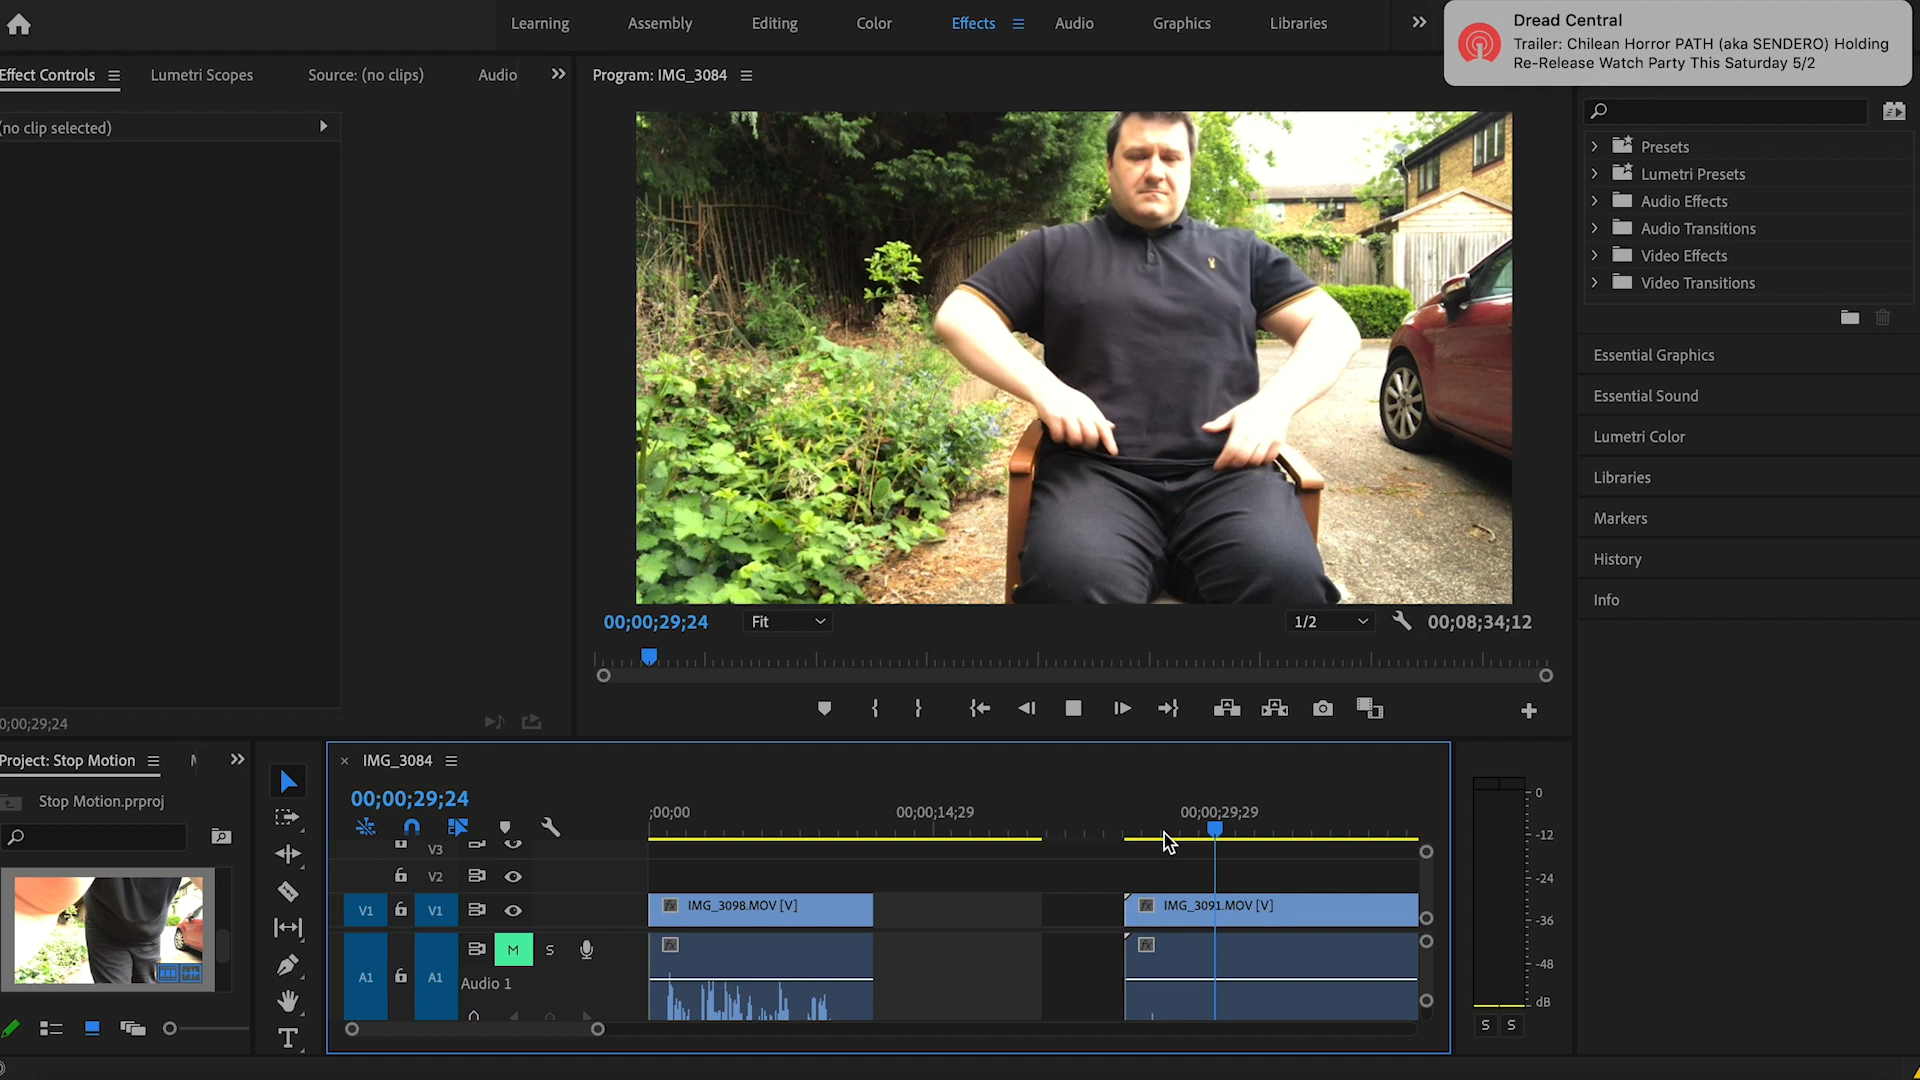 Learning
Assembly
Editing
Color
Effects
Audio
Graphics
Libraries
Dread Central
Trailer: Chilean Horror PATH (aka SENDERO) Holding
Re-Release Watch Party This Saturday 5/2
Effect Controls
Lumetri Scopes
Source: (no clips)
Audio
Program: IMG_3084
(no clip selected)
Presets
Lumetri Presets
Audio Effects
Audio Transitions
Video Effects
Video Transitions
Essential Graphics
Essential Sound
Lumetri Color
Libraries
Markers
History
Info
00;00;29;24
Fit
1/2
00;08;34;12
0;00;29;24
Project: Stop Motion
Stop Motion.prproj
IMG_3084
00;00;29;24
;00;00
00;00;14;29
00;00;29;29
V3
V2
V1
V1
IMG_3098.MOV [V]
IMG_3091.MOV [V]
fx
fx
A1
A1
M
S
Audio 1
fx
fx
0
-12
-24
-36
-48
dB
S
S
T